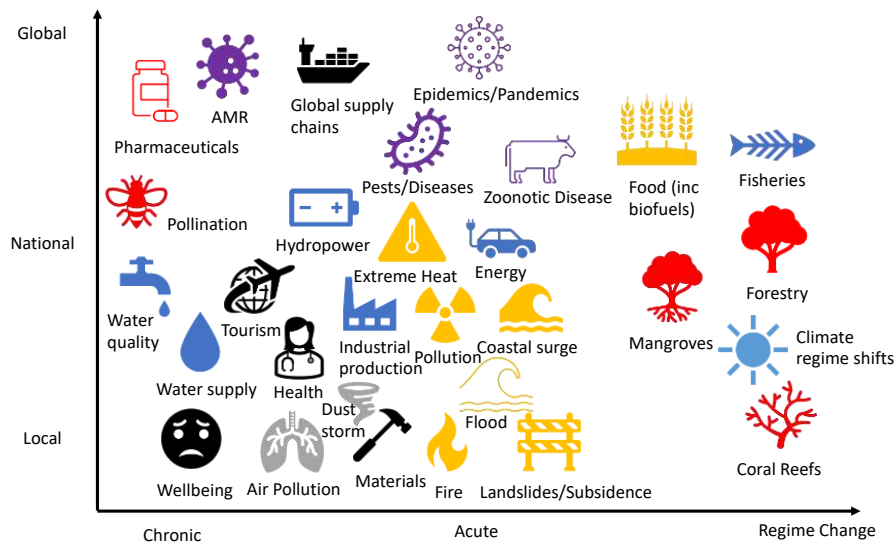 Global
AMR
Global supply
chains
Epidemics/Pandemics
Pharmaceuticals
Pests/Diseases
Zoonotic Disease
Food (inc
biofuels)
Fisheries
Pollination
National
Hydropower
Extreme Heat
Energy
Forestry
Water
quality
Tourism
Industrial
production
Pollution
Coastal surge
Mangroves
Climate
regime shifts
Water supply
Health
Dust
storm
Flood
Local
Wellbeing
Air Pollution
Materials
Fire
Landslides/Subsidence
Coral Reefs
Chronic
Acute
Regime Change